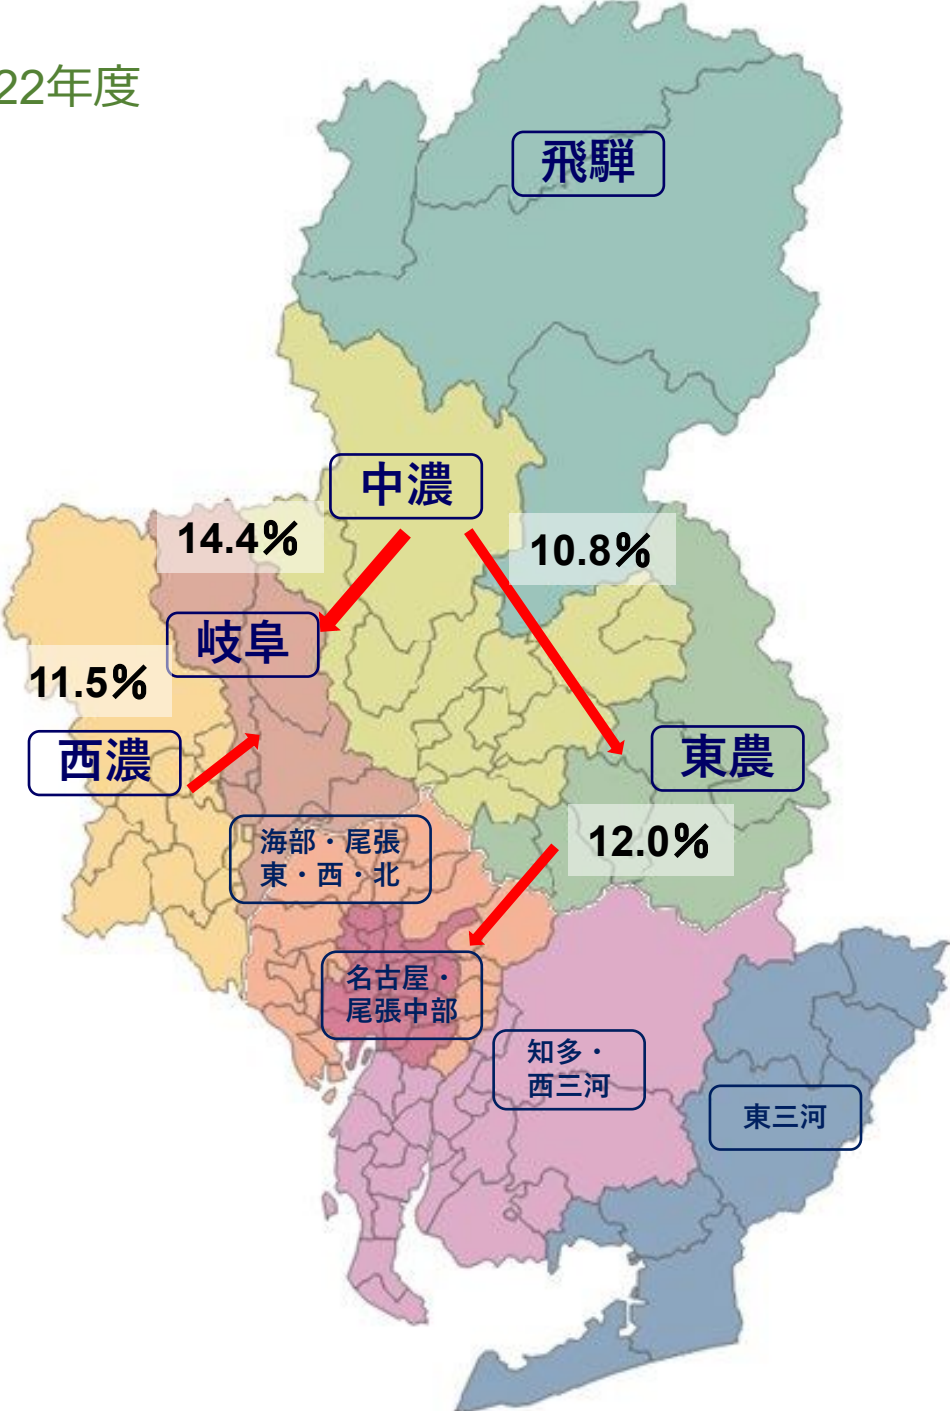 22年度
飛騨
中濃
14.4%
10.8%
岐阜
11.5%
西濃
東農
海部・尾張
東・西・北
12.0%
名古屋・
尾張中部
知多・
西三河
東三河